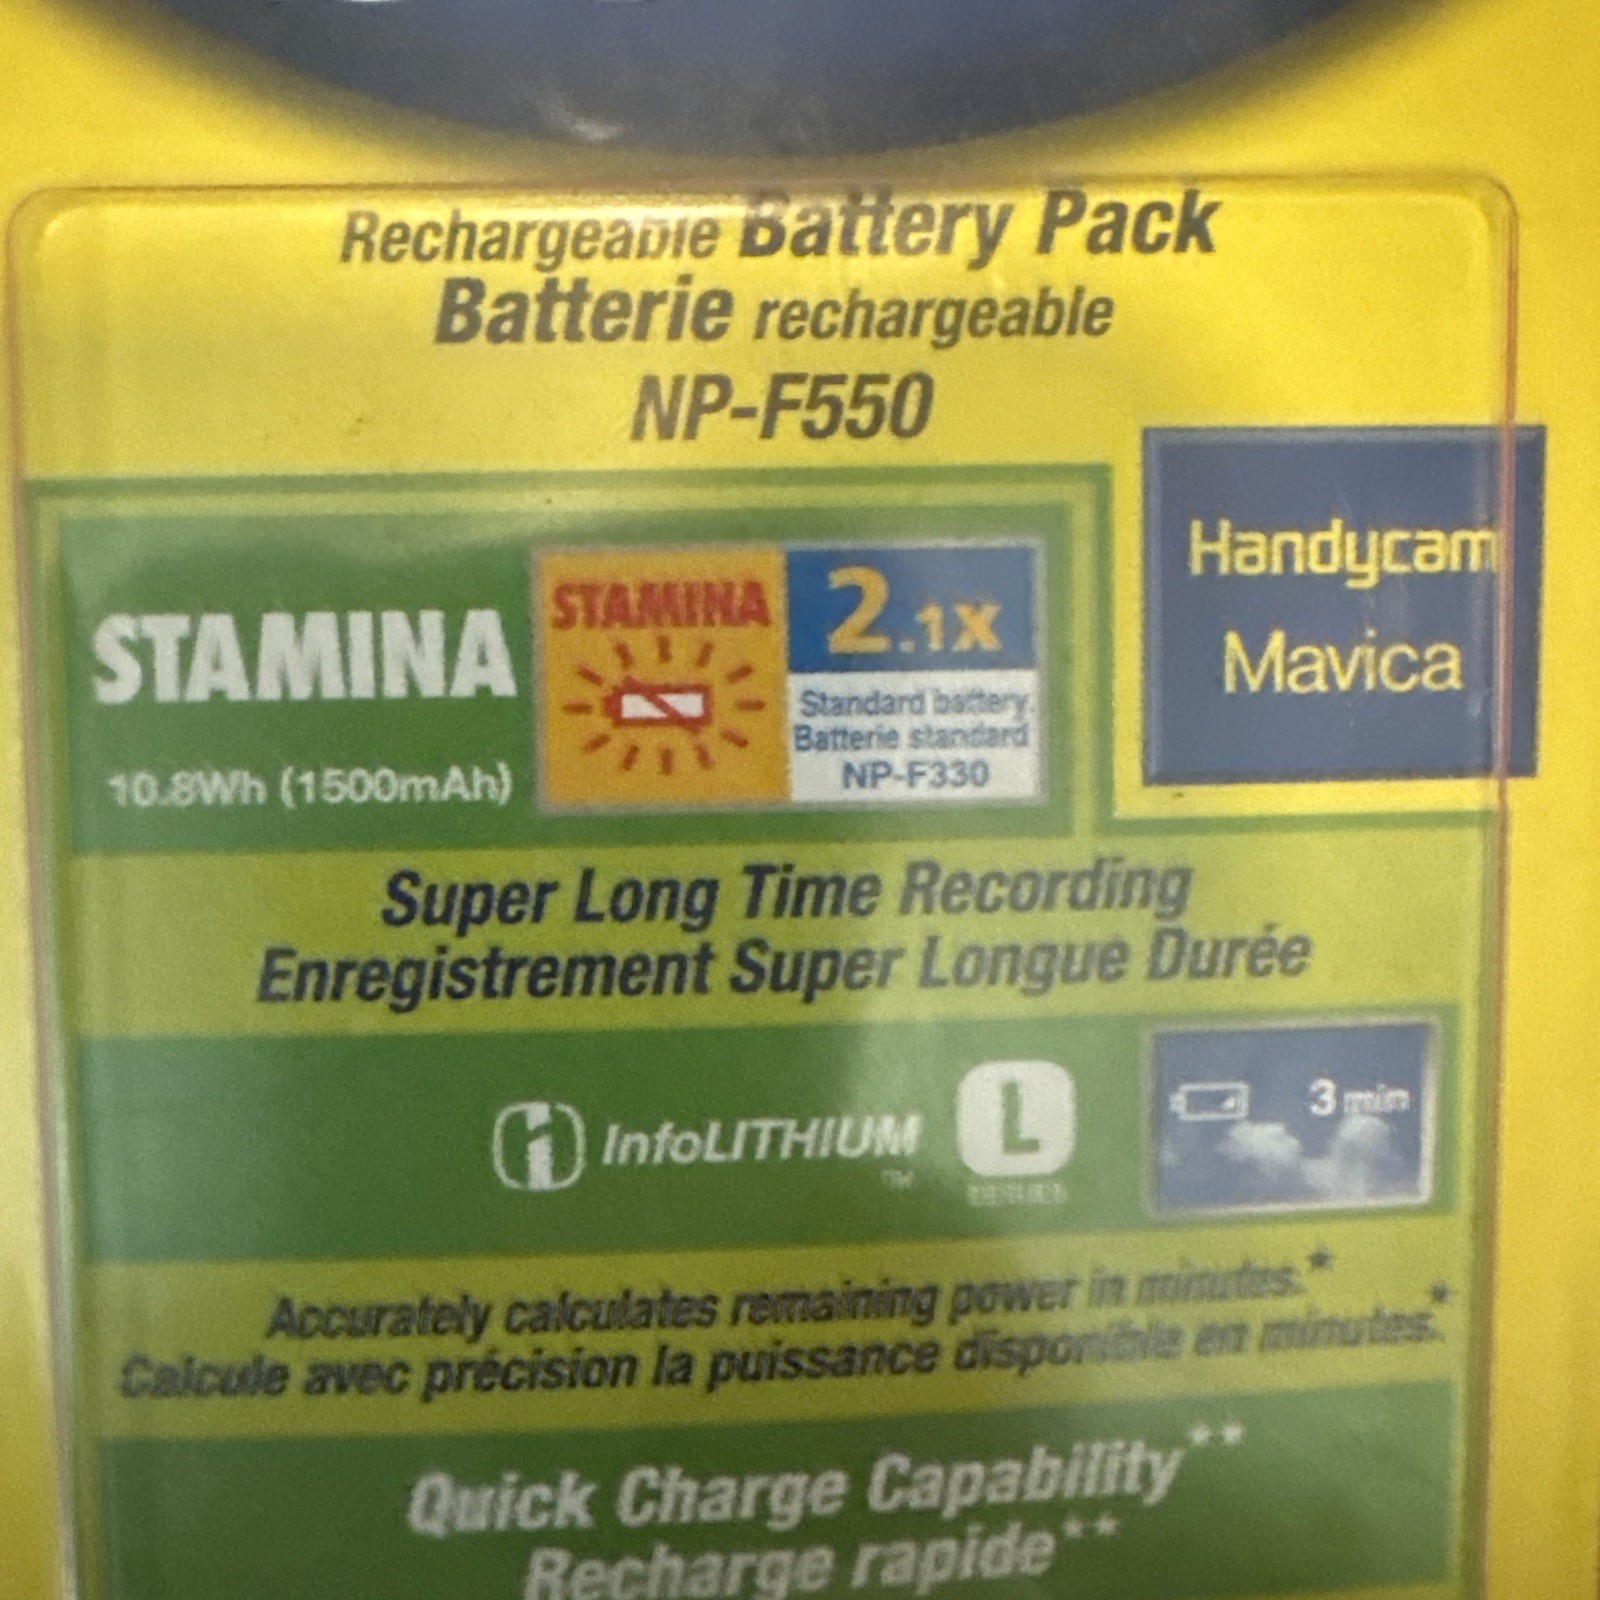 Rechargeable Battery Pack
Batterie rechargeable
NP-F550
Handycam
Mavica
STAMINA
10.8Wh (1500mAh)
STAMINA
2.1X
Standard battery
Batterie standard
NP-F330
Super Long Time Recording
Enregistrement Super Longue Durée
i InfoLITHIUM TM
L
SERIES
3 min
Accurately calculates remaining power in minutes.*
Calcule avec précision la puissance disponible en minutes.*
Quick Charge Capability**
Recharge rapide**